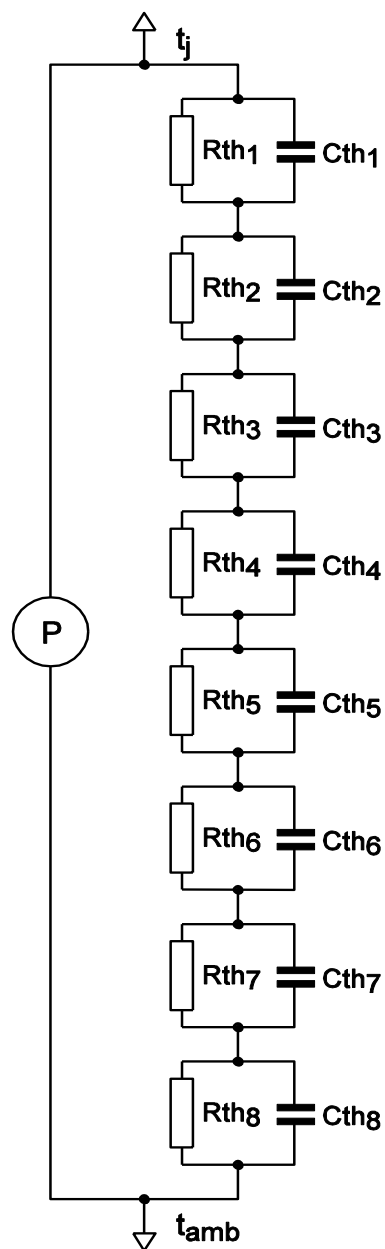 tj
Rth1 Cth1
Rth2 Cth2
Rth3 Cth3
Rth4 Cth4
P
Rth5 Cth5
Rth6 Cth6
Rth7 Cth7
Rth8 Cth8
tamb